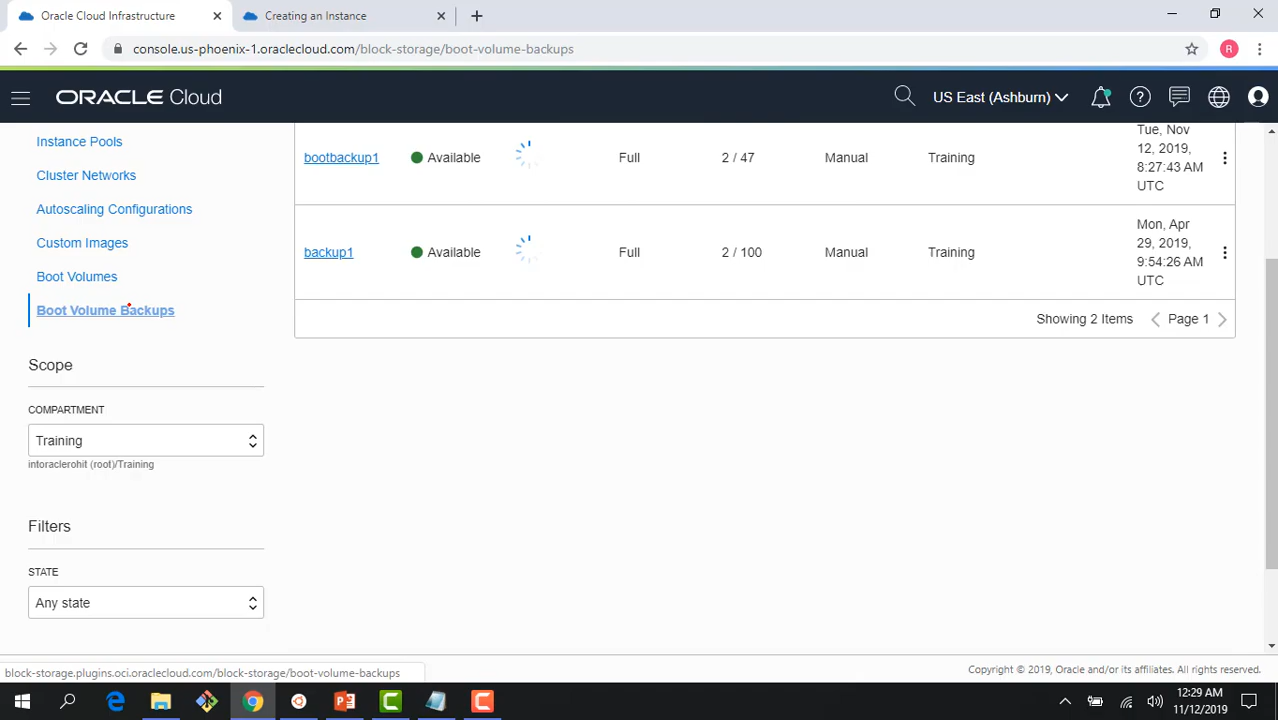 Oracle Cloud Infrastructure
Creating an Instance
console.us-phoenix-1.oraclecloud.com/block-storage/boot-volume-backups
R
ORACLE Cloud
US East (Ashburn)
Instance Pools
Cluster Networks
Autoscaling Configurations
Custom Images
Boot Volumes
Boot Volume Backups
Scope
COMPARTMENT
Training
intoraclerohit (root)/Training
Filters
STATE
Any state
bootbackup1 Available Full 2 / 47 Manual Training
Tue, Nov
12, 2019,
8:27:43 AM
UTC
backup1 Available Full 2 / 100 Manual Training
Mon, Apr
29, 2019,
9:54:26 AM
UTC
Showing 2 Items Page 1
block-storage.plugins.oci.oraclecloud.com/block-storage/boot-volume-backups
Copyright © 2019, Oracle and/or its affiliates. All rights reserved.
12:29 AM
11/12/2019